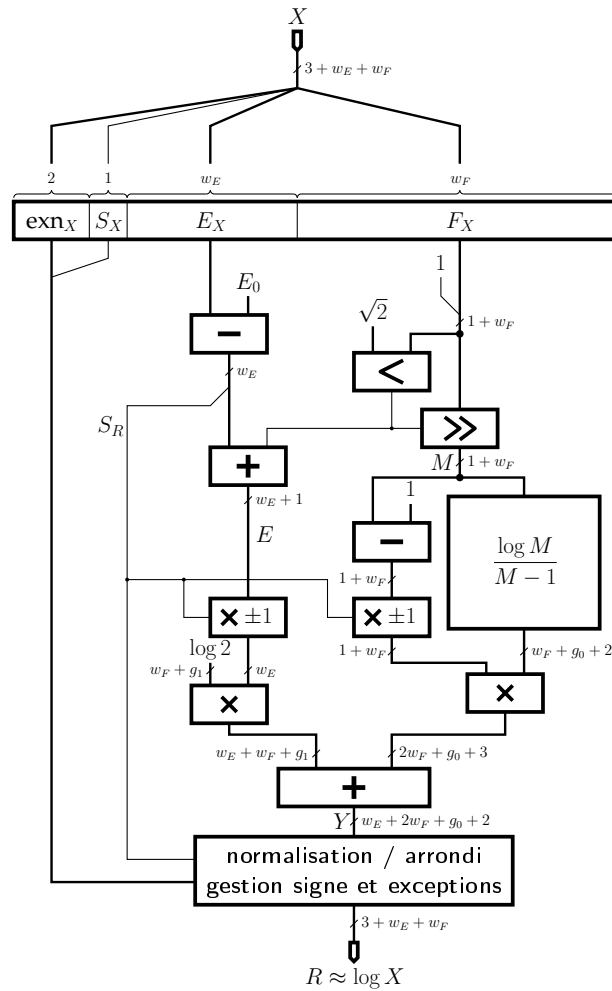 X
3 + w_E + w_F
2 1 w_E w_F
exn_X S_X E_X F_X
1
E_0
√2
1 + w_F
−
<
w_E
S_R
≫
+
M 1 + w_F
w_E + 1
1
E
−
log M
M − 1
1 + w_F
× ±1 × ±1
log 2
w_F + g_1 w_E 1 + w_F w_F + g_0 + 2
× ×
w_E + w_F + g_1 2w_F + g_0 + 3
+
Y w_E + 2w_F + g_0 + 2
normalisation / arrondi
gestion signe et exceptions
3 + w_E + w_F
R ≈ log X